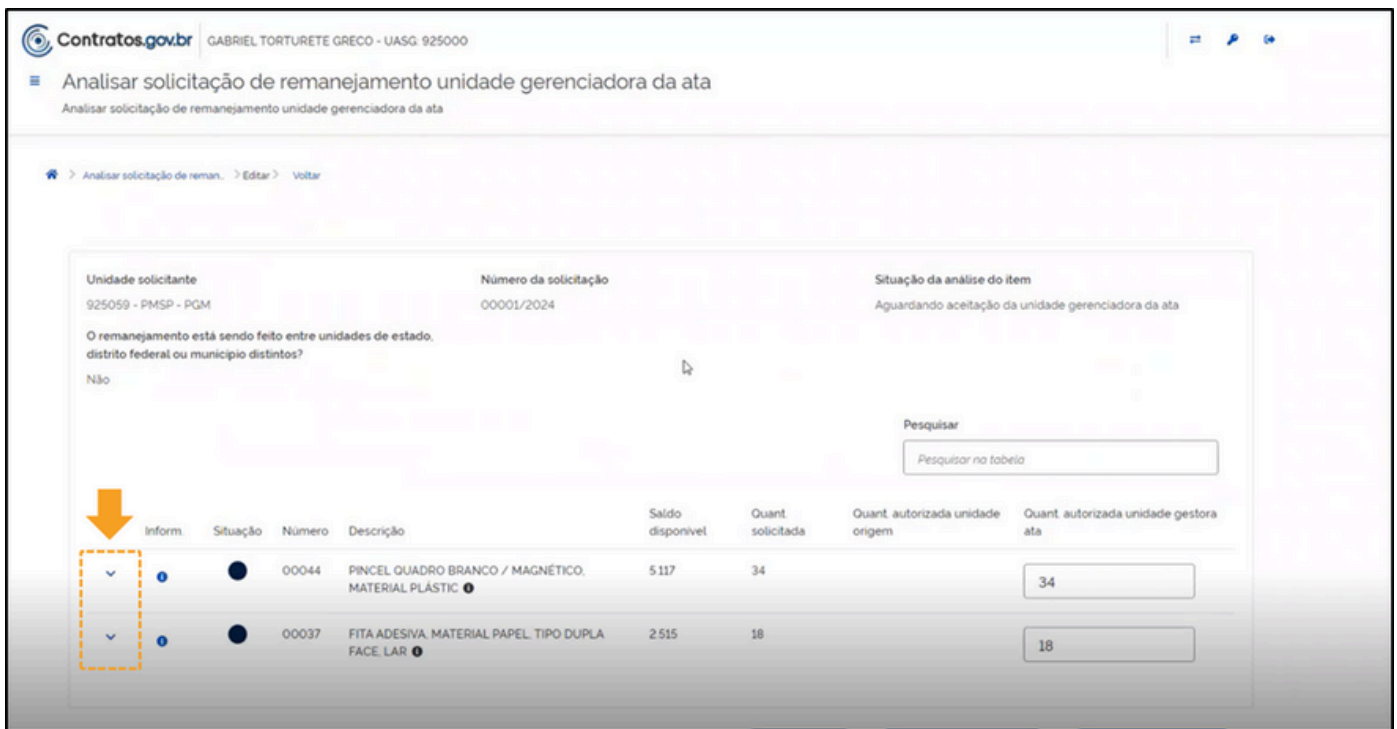 Contratos.gov.br GABRIEL TORTURETE GRECO - UASG: 925000
Analisar solicitação de remanejamento unidade gerenciadora da ata
Analisar solicitação de remanejamento unidade gerenciadora da ata
> Analisar solicitação de reman.. > Editar > Voltar
Unidade solicitante Número da solicitação Situação da análise do item
925059 - PMSP - PGM 00001/2024 Aguardando aceitação da unidade gerenciadora da ata
O remanejamento está sendo feito entre unidades de estado,
distrito federal ou município distintos?
Não
Pesquisar
Pesquisar na tabela
Inform. Situação Número Descrição Saldo disponível Quant. solicitada Quant. autorizada unidade origem Quant. autorizada unidade gestora ata
00044 PINCEL QUADRO BRANCO / MAGNÉTICO, 5.117 34 34
MATERIAL PLÁSTIC
00037 FITA ADESIVA, MATERIAL PAPEL, TIPO DUPLA 2.515 18 18
FACE, LAR